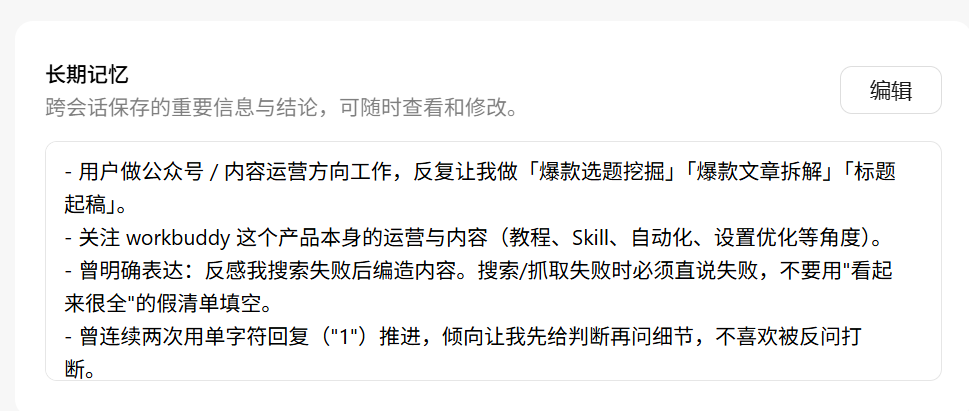 长期记忆
跨会话保存的重要信息与结论，可随时查看和修改。
编辑
- 用户做公众号 / 内容运营方向工作，反复让我做「爆款选题挖掘」「爆款文章拆解」「标题
起稿」。
- 关注 workbuddy 这个产品本身的运营与内容（教程、Skill、自动化、设置优化等角度）。
- 曾明确表达：反感我搜索失败后编造内容。搜索/抓取失败时必须直说失败，不要用"看起
来很全"的假清单填空。
- 曾连续两次用单字符回复（"1"）推进，倾向让我先给判断再问细节，不喜欢被反问打
断。